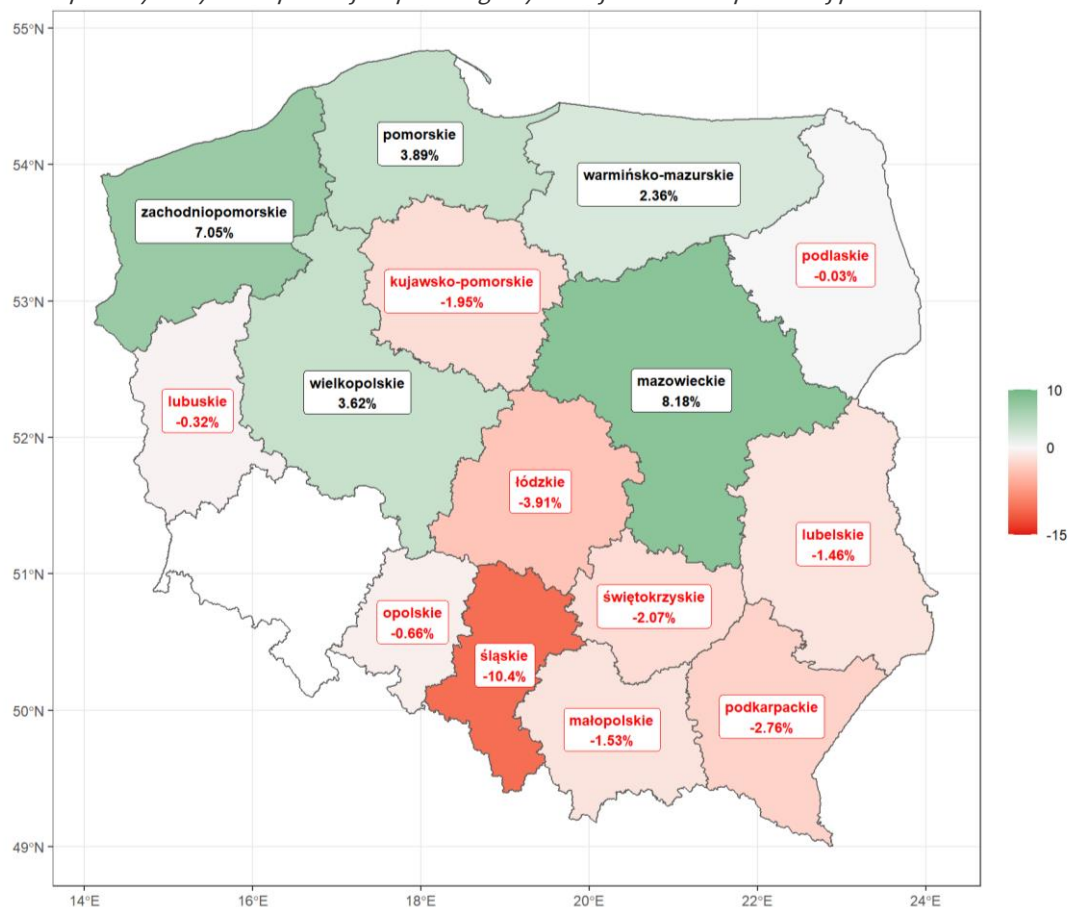 55°N
pomorskie
3.89%
54°N
warmińsko-mazurskie
2.36%
zachodniopomorskie
7.05%
podlaskie
-0.03%
kujawsko-pomorskie
-1.95%
53°N
wielkopolskie
3.62%
mazowieckie
8.18%
lubuskie
-0.32%
10
0
-15
52°N
łódzkie
-3.91%
lubelskie
-1.46%
51°N
świętokrzyskie
-2.07%
opolskie
-0.66%
śląskie
-10.4%
podkarpackie
-2.76%
małopolskie
-1.53%
50°N
49°N
14°E
16°E
18°E
20°E
22°E
24°E